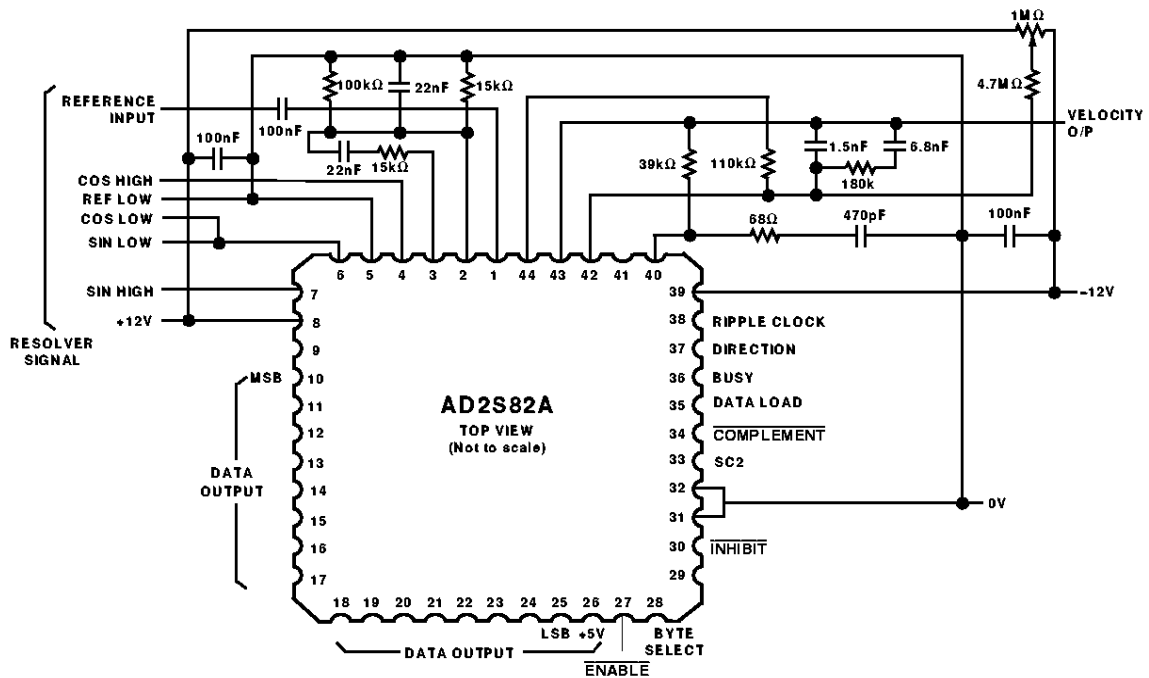 1MΩ
100kΩ
22nF
15kΩ
4.7MΩ
REFERENCE
INPUT
100nF
VELOCITY
O/P
100nF
22nF
15kΩ
39kΩ
110kΩ
1.5nF
6.8nF
180k
COS HIGH
REF LOW
COS LOW
SIN LOW
68Ω
470pF
100nF
6 5 4 3 2 1 44 43 42 41 40
SIN HIGH
+12V
RESOLVER
SIGNAL
7
8
9
MSB 10
11
12
13
14
15
16
17
DATA
OUTPUT
AD2S82A
TOP VIEW
(Not to scale)
39 −12V
38 RIPPLE CLOCK
37 DIRECTION
36 BUSY
35 DATA LOAD
34 COMPLEMENT
33 SC2
32
31
0V
30 INHIBIT
29
18 19 20 21 22 23 24 25 26 27 28
LSB +5V
BYTE
SELECT
DATA OUTPUT
ENABLE